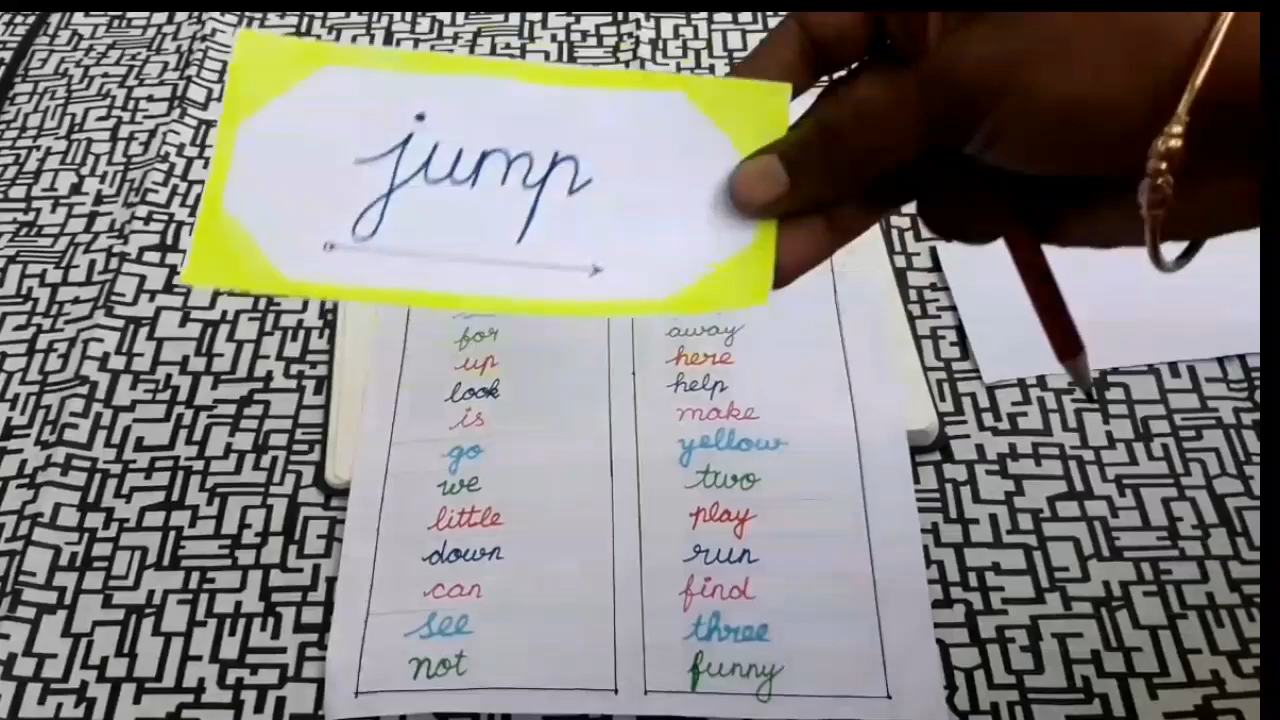 jump
for
up
look
is
go
we
little
down
can
see
not
away
here
help
make
yellow
two
play
run
find
three
funny